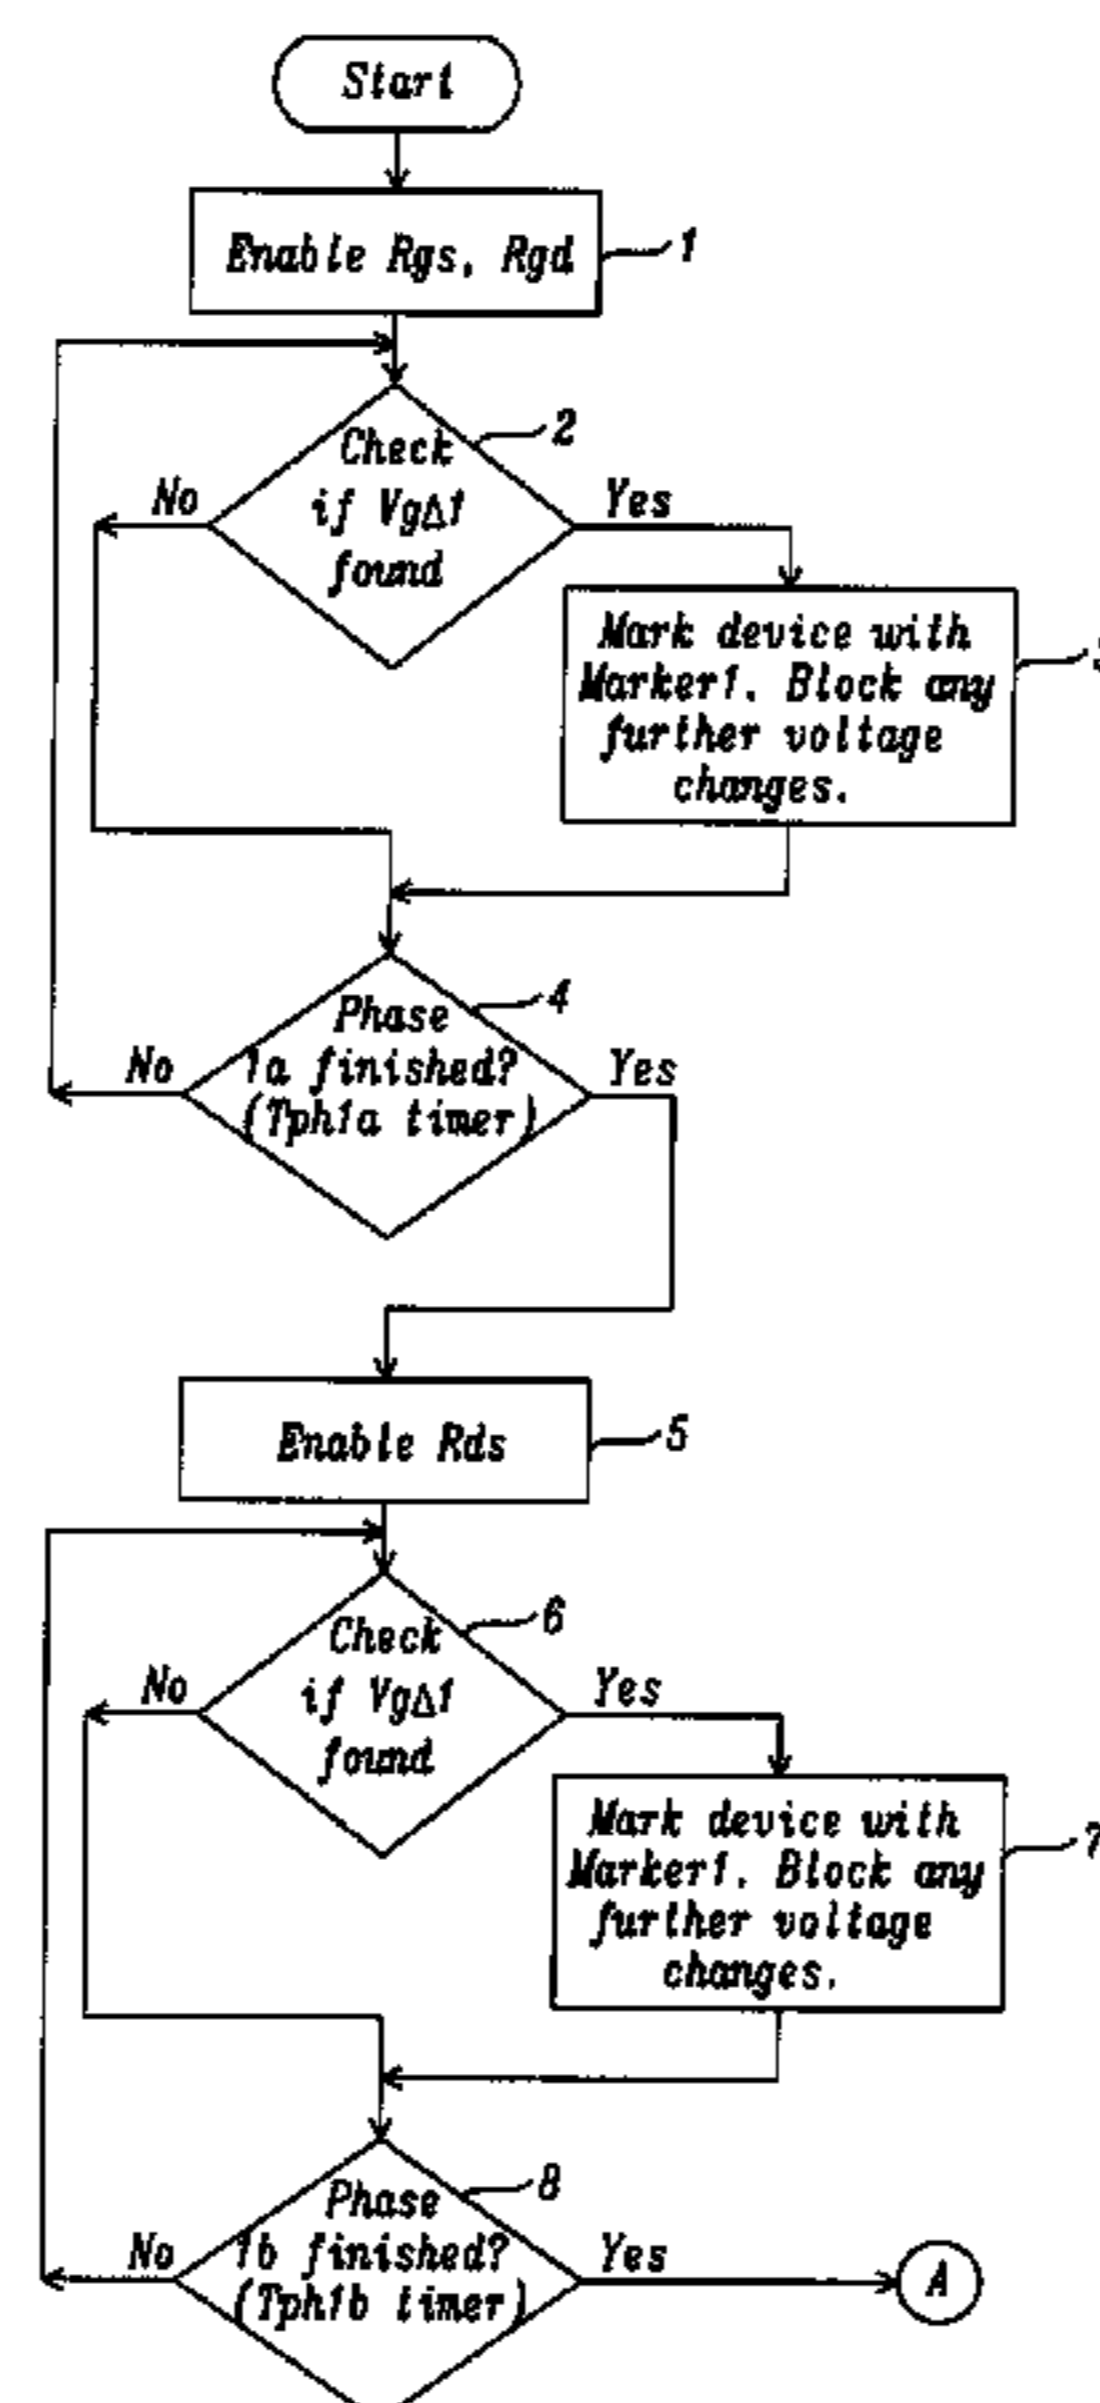 Start
Enable Rgs, Rgd
1
Check
if VgΔ1
found
2
No
Yes
Mark device with
Marker1. Block any
further voltage
changes.
Phase
1a finished?
(Tph1a timer)
4
No
Yes
Enable Rds
5
Check
if VgΔ1
found
6
No
Yes
Mark device with
Marker1. Block any
further voltage
changes.
7
Phase
1b finished?
(Tph1b timer)
8
No
Yes
A